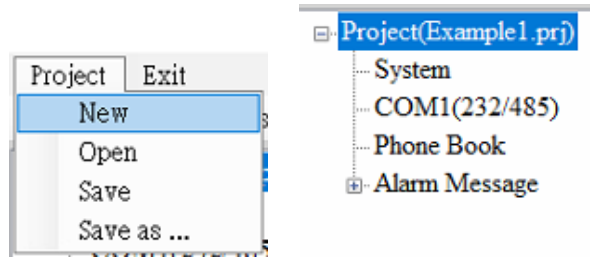 Project Exit
New
Open
Save
Save as ...
Project(Example1.prj)
System
COM1(232/485)
Phone Book
Alarm Message